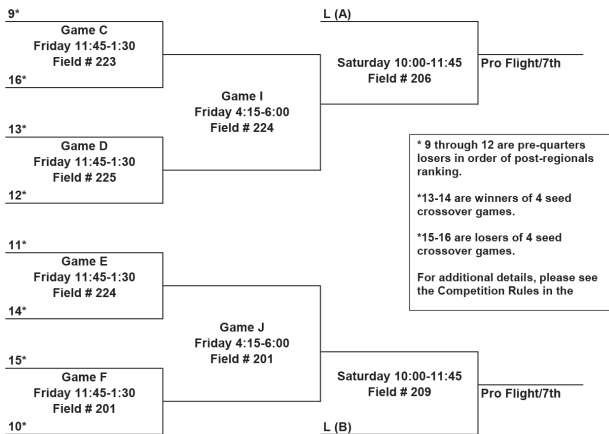 9*
Game C
Friday 11:45-1:30
Field # 223
16*
13*
Game D
Friday 11:45-1:30
Field # 225
12*
11*
Game E
Friday 11:45-1:30
Field # 224
14*
15*
Game F
Friday 11:45-1:30
Field # 201
10*
Game I
Friday 4:15-6:00
Field # 224
Game J
Friday 4:15-6:00
Field # 201
L (A)
Saturday 10:00-11:45
Field # 206
Pro Flight/7th
Saturday 10:00-11:45
Field # 209
L (B)
Pro Flight/7th
* 9 through 12 are pre-quarters
losers in order of post-regionals
ranking.
*13-14 are winners of 4 seed
crossover games.
*15-16 are losers of 4 seed
crossover games.
For additional details, please see
the Competition Rules in the